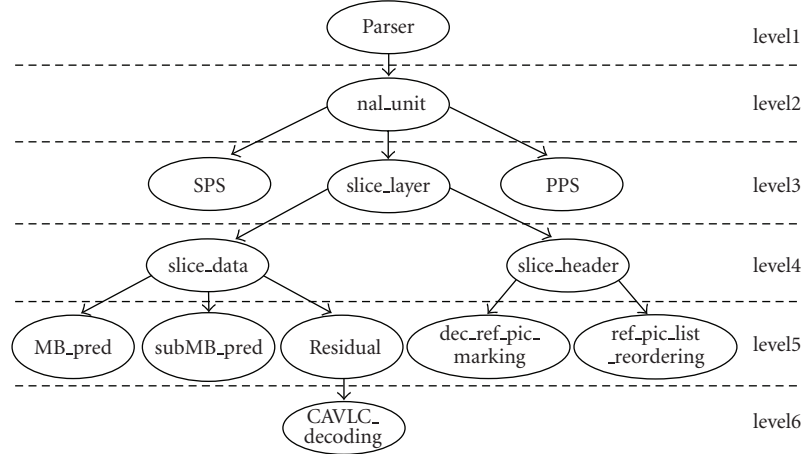 Parser
level1
nal_unit
level2
SPS
slice_layer
PPS
level3
slice_data
slice_header
level4
MB_pred
subMB_pred
Residual
dec_ref_pic_
marking
ref_pic_list
_reordering
level5
CAVLC_
decoding
level6